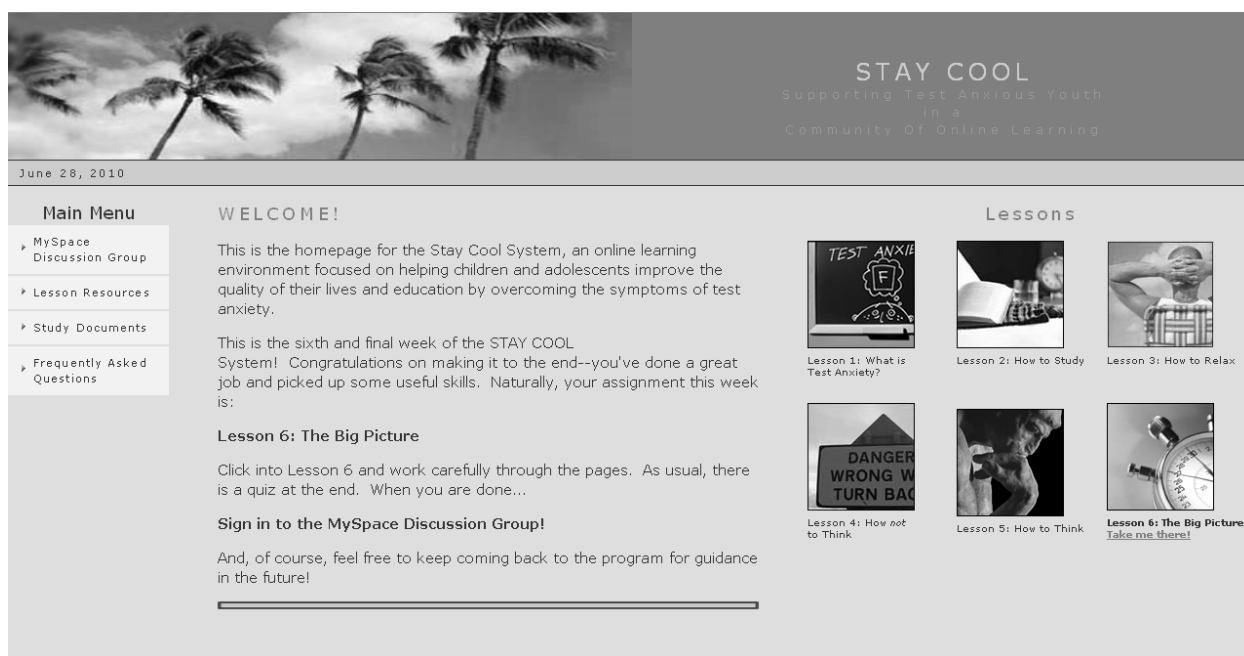 STAY COOL
Supporting Test Anxious Youth
in a
Community Of Online Learning
June 28, 2010
Main Menu
MySpace
Discussion Group
Lesson Resources
Study Documents
Frequently Asked
Questions
WELCOME!
This is the homepage for the Stay Cool System, an online learning
environment focused on helping children and adolescents improve the
quality of their lives and education by overcoming the symptoms of test
anxiety.
This is the sixth and final week of the STAY COOL
System!  Congratulations on making it to the end--you've done a great
job and picked up some useful skills.  Naturally, your assignment this week
is:
Lesson 6: The Big Picture
Click into Lesson 6 and work carefully through the pages.  As usual, there
is a quiz at the end.  When you are done...
Sign in to the MySpace Discussion Group!
And, of course, feel free to keep coming back to the program for guidance
in the future!
Lessons
TEST ANXIE
F
Lesson 1: What is
Test Anxiety?
Lesson 2: How to Study
Lesson 3: How to Relax
DANGER
WRONG W
TURN BAC
Lesson 4: How not
to Think
Lesson 5: How to Think
Lesson 6: The Big Picture
Take me there!